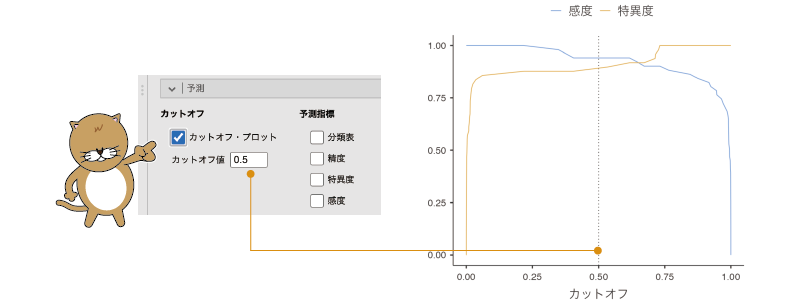 感度 特異度
予測
カットオフ 予測指標
カットオフ・プロット 分類表
カットオフ値 0.5 精度
特異度
感度
1.00
0.75
0.50
0.25
0.00
0.00 0.25 0.50 0.75 1.00
カットオフ